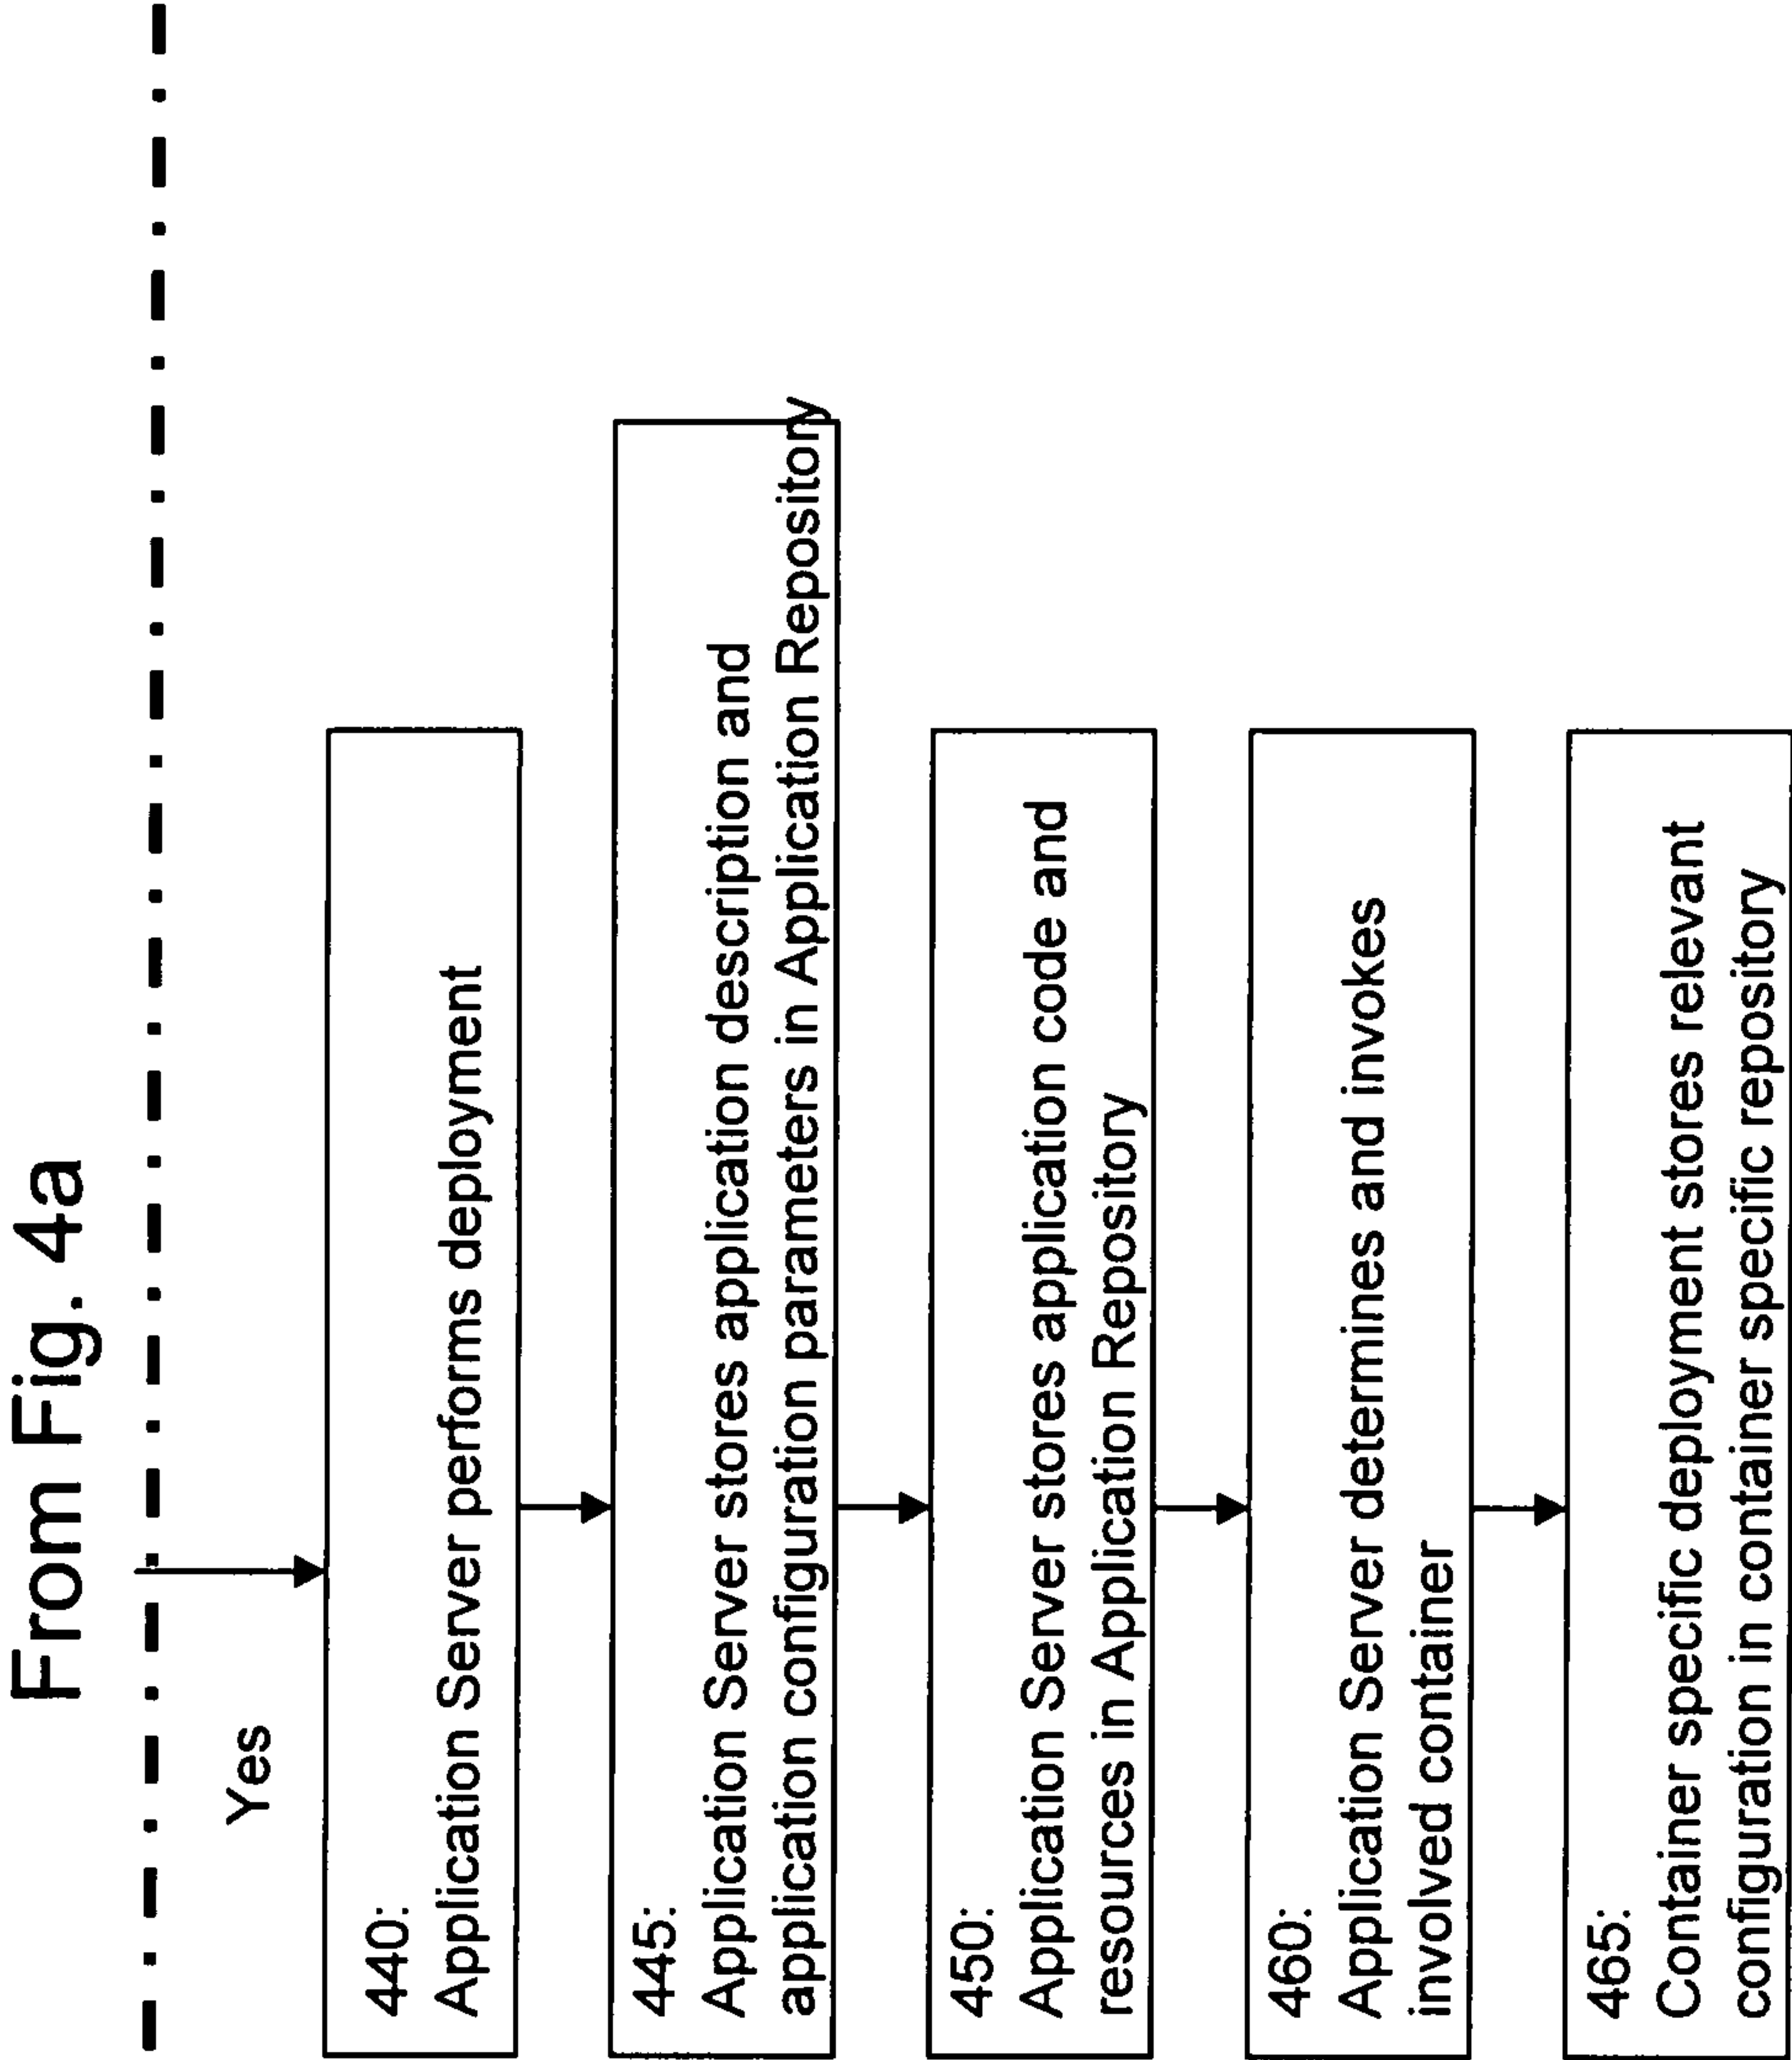 From Fig. 4a
Yes
440:
Application Server performs deployment
445:
Application Server stores application description and
application configuration parameters in Application Repository
450:
Application Server stores application code and
resources in Application Repository
460:
Application Server determines and invokes
involved container
465:
Container specific deployment stores relevant
configuration in container specific repository